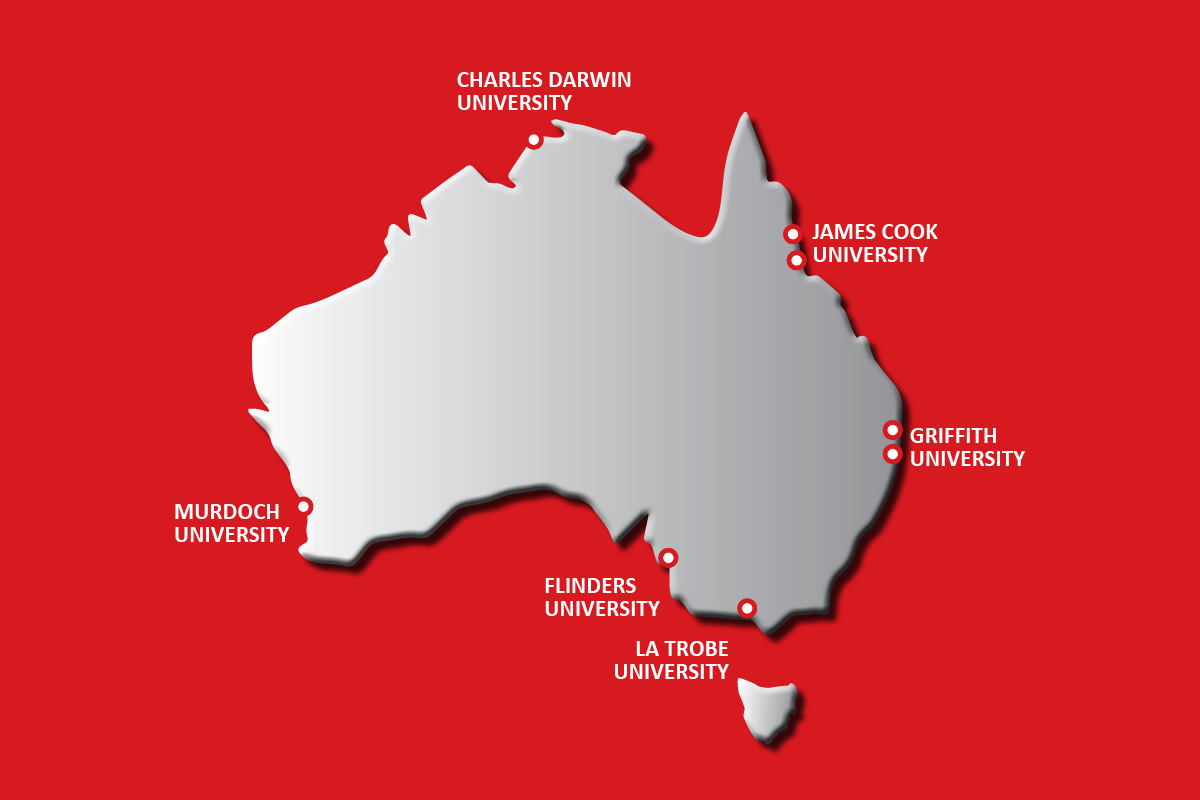 CHARLES DARWIN
UNIVERSITY
JAMES COOK
UNIVERSITY
GRIFFITH
UNIVERSITY
MURDOCH
UNIVERSITY
FLINDERS
UNIVERSITY
LA TROBE
UNIVERSITY